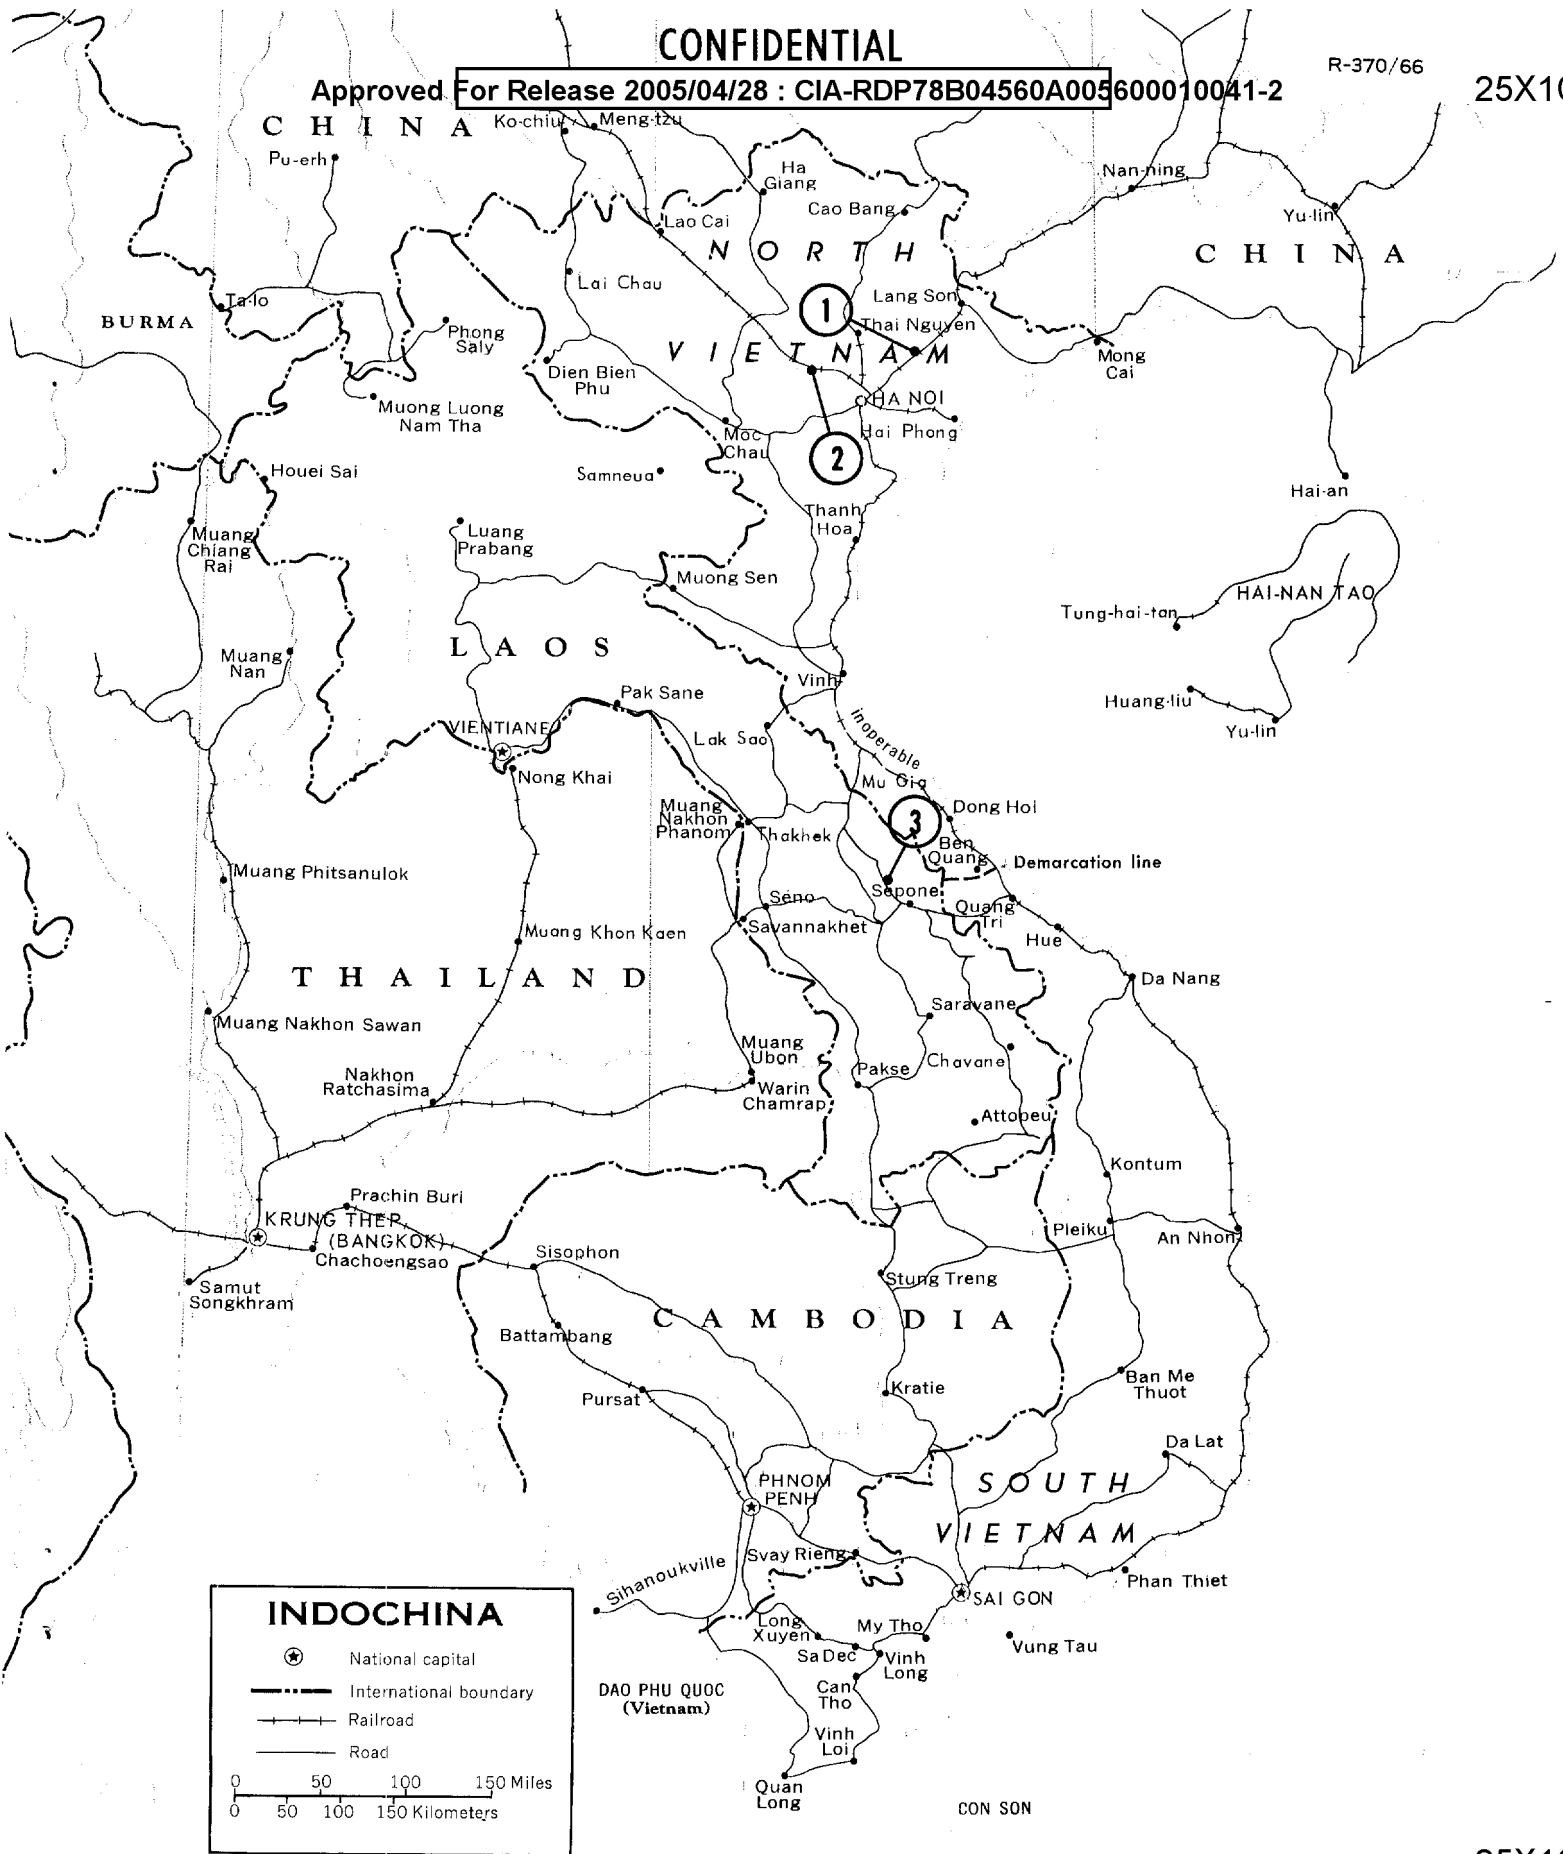 CONFIDENTIAL
R-370/66
Approved For Release 2005/04/28 : CIA-RDP78B04560A005600010041-2
CHINA
Ko-chiu
Meng-tzu
Pu-erh
Ha
Giang
Cao Bang
Nan-ning
Yu-lin
Lao Cai
NORTH
CHINA
Lai Chau
Lang Son
Ta-lo
BURMA
1
Thai Nguyen
Phong
Saly
VIETNAM
Mong
Cai
Dien Bien
Phu
HA NOI
Muong Luong
Nam Tha
Hai Phong
Moc
Chau
2
Houei Sai
Samneua
Hai-an
Thanh
Hoa
Muang
Chiang
Rai
Luang
Prabang
Muong Sen
HAI-NAN TAO
Tung-hai-tan
LAOS
Muang
Nan
Vinh
Pak Sane
Huang-liu
Yu-lin
inoperable
VIENTIANE
Lak Sao
Nong Khai
Mu Gia
Muang
Nakhon
Phanom
Thakhek
Dong Hoi
3
Ben
Quang
Demarcation line
Muang Phitsanulok
Sepone
Seno
Quang
Tri
Savannakhet
Hue
Muang Khon Kaen
THAILAND
Da Nang
Saravane
Muang Nakhon Sawan
Muang
Ubon
Chavane
Pakse
Nakhon
Ratchasima
Warin
Chamrap
Attopeu
Kontum
Prachin Buri
KRUNG THEP
(BANGKOK)
Pleiku
An Nhon
Chachoengsao
Sisophon
Stung Treng
Samut
Songkhram
CAMBODIA
Battambang
Ban Me
Thuot
Kratie
Pursat
Da Lat
PHNOM
PENH
SOUTH
VIETNAM
Svay Rieng
Sihanoukville
Phan Thiet
SAI GON
Long
Xuyen
My Tho
Vung Tau
Sa Dec
Vinh
Long
Can
Tho
DAO PHU QUOC
(Vietnam)
Vinh
Loi
Quan
Long
CON SON
INDOCHINA
National capital
International boundary
Railroad
Road
0 50 100 150 Miles
0 50 100 150 Kilometers